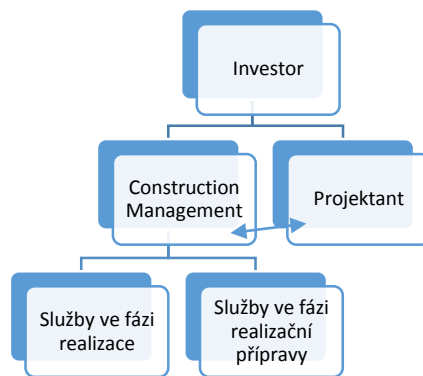 Investor
Construction
Management
Projektant
Služby ve fázi
realizace
Služby ve fázi
realizační
přípravy